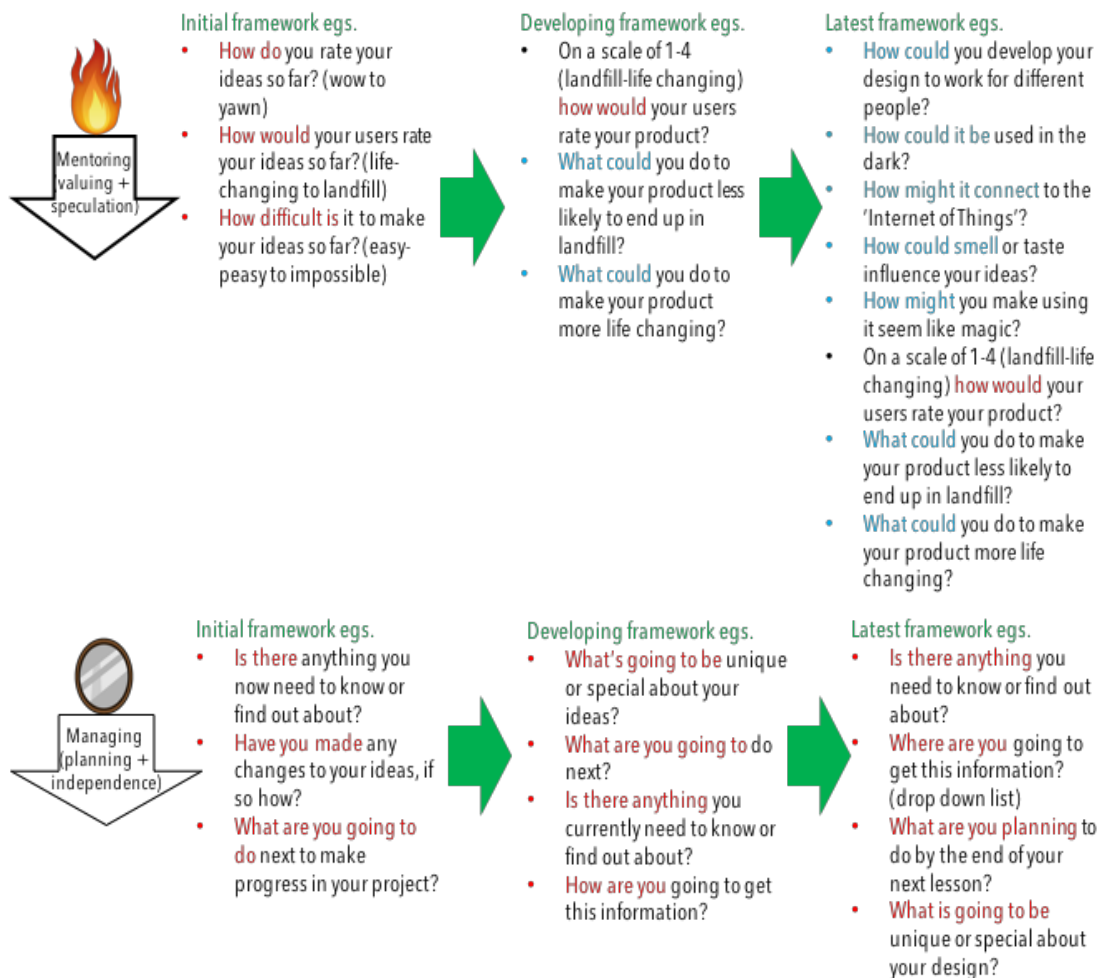 Mentoring
(valuing +
speculation)
Initial framework egs.
• How do you rate your
ideas so far? (wow to
yawn)
• How would your users rate
your ideas so far? (life-
changing to landfill)
• How difficult is it to make
your ideas so far? (easy-
peasy to impossible)
Developing framework egs.
• On a scale of 1-4
(landfill-life changing)
how would your users
rate your product?
• What could you do to
make your product less
likely to end up in
landfill?
• What could you do to
make your product
more life changing?
Latest framework egs.
• How could you develop your
design to work for different
people?
• How could it be used in the
dark?
• How might it connect to the
'Internet of Things'?
• How could smell or taste
influence your ideas?
• How might you make using
it seem like magic?
• On a scale of 1-4 (landfill-life
changing) how would your
users rate your product?
• What could you do to make
your product less likely to
end up in landfill?
• What could you do to make
your product more life
changing?
Managing
(planning +
independence)
Initial framework egs.
• Is there anything you
now need to know or
find out about?
• Have you made any
changes to your ideas, if
so how?
• What are you going to
do next to make
progress in your project?
Developing framework egs.
• What's going to be unique
or special about your
ideas?
• What are you going to do
next?
• Is there anything you
currently need to know or
find out about?
• How are you going to get
this information?
Latest framework egs.
• Is there anything you
need to know or find out
about?
• Where are you going to
get this information?
(drop down list)
• What are you planning to
do by the end of your
next lesson?
• What is going to be
unique or special about
your design?